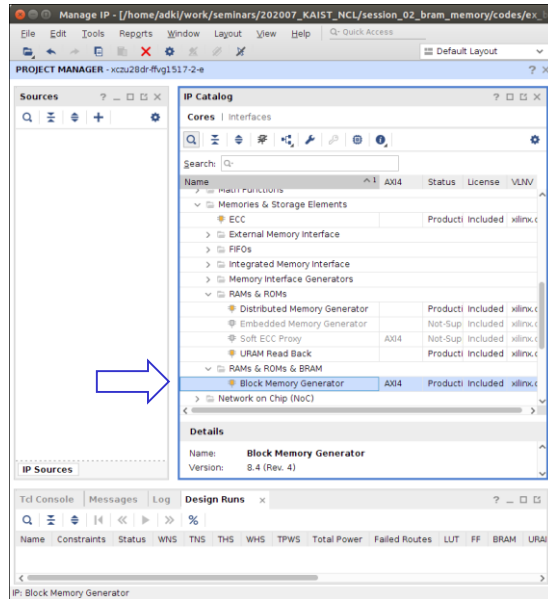 Manage IP - [/home/adki/work/seminars/202007_KAIST_NCL/session_02_bram_memory/codes/ex_b
File Edit Tools Reports Window Layout View Help Q- Quick Access
Default Layout
PROJECT MANAGER - xczu28dr-ffvg1517-2-e
Sources
IP Catalog
Cores | Interfaces
Search: Q-
Name 1 AXI4 Status License VLNV
Math Functions
Memories & Storage Elements
ECC Producti Included xilinx.c
External Memory Interface
FIFOs
Integrated Memory Interface
Memory Interface Generators
RAMs & ROMs
Distributed Memory Generator Producti Included xilinx.c
Embedded Memory Generator Not-Sup Included xilinx.c
Soft ECC Proxy AXI4 Not-Sup Included xilinx.c
URAM Read Back Producti Included xilinx.c
RAMs & ROMs & BRAM
Block Memory Generator AXI4 Producti Included xilinx.c
Network on Chip (NoC)
Details
Name: Block Memory Generator
Version: 8.4 (Rev. 4)
IP Sources
Tcl Console Messages Log Design Runs
Name Constraints Status WNS TNS THS WHS TPWS Total Power Failed Routes LUT FF BRAM URA
IP: Block Memory Generator